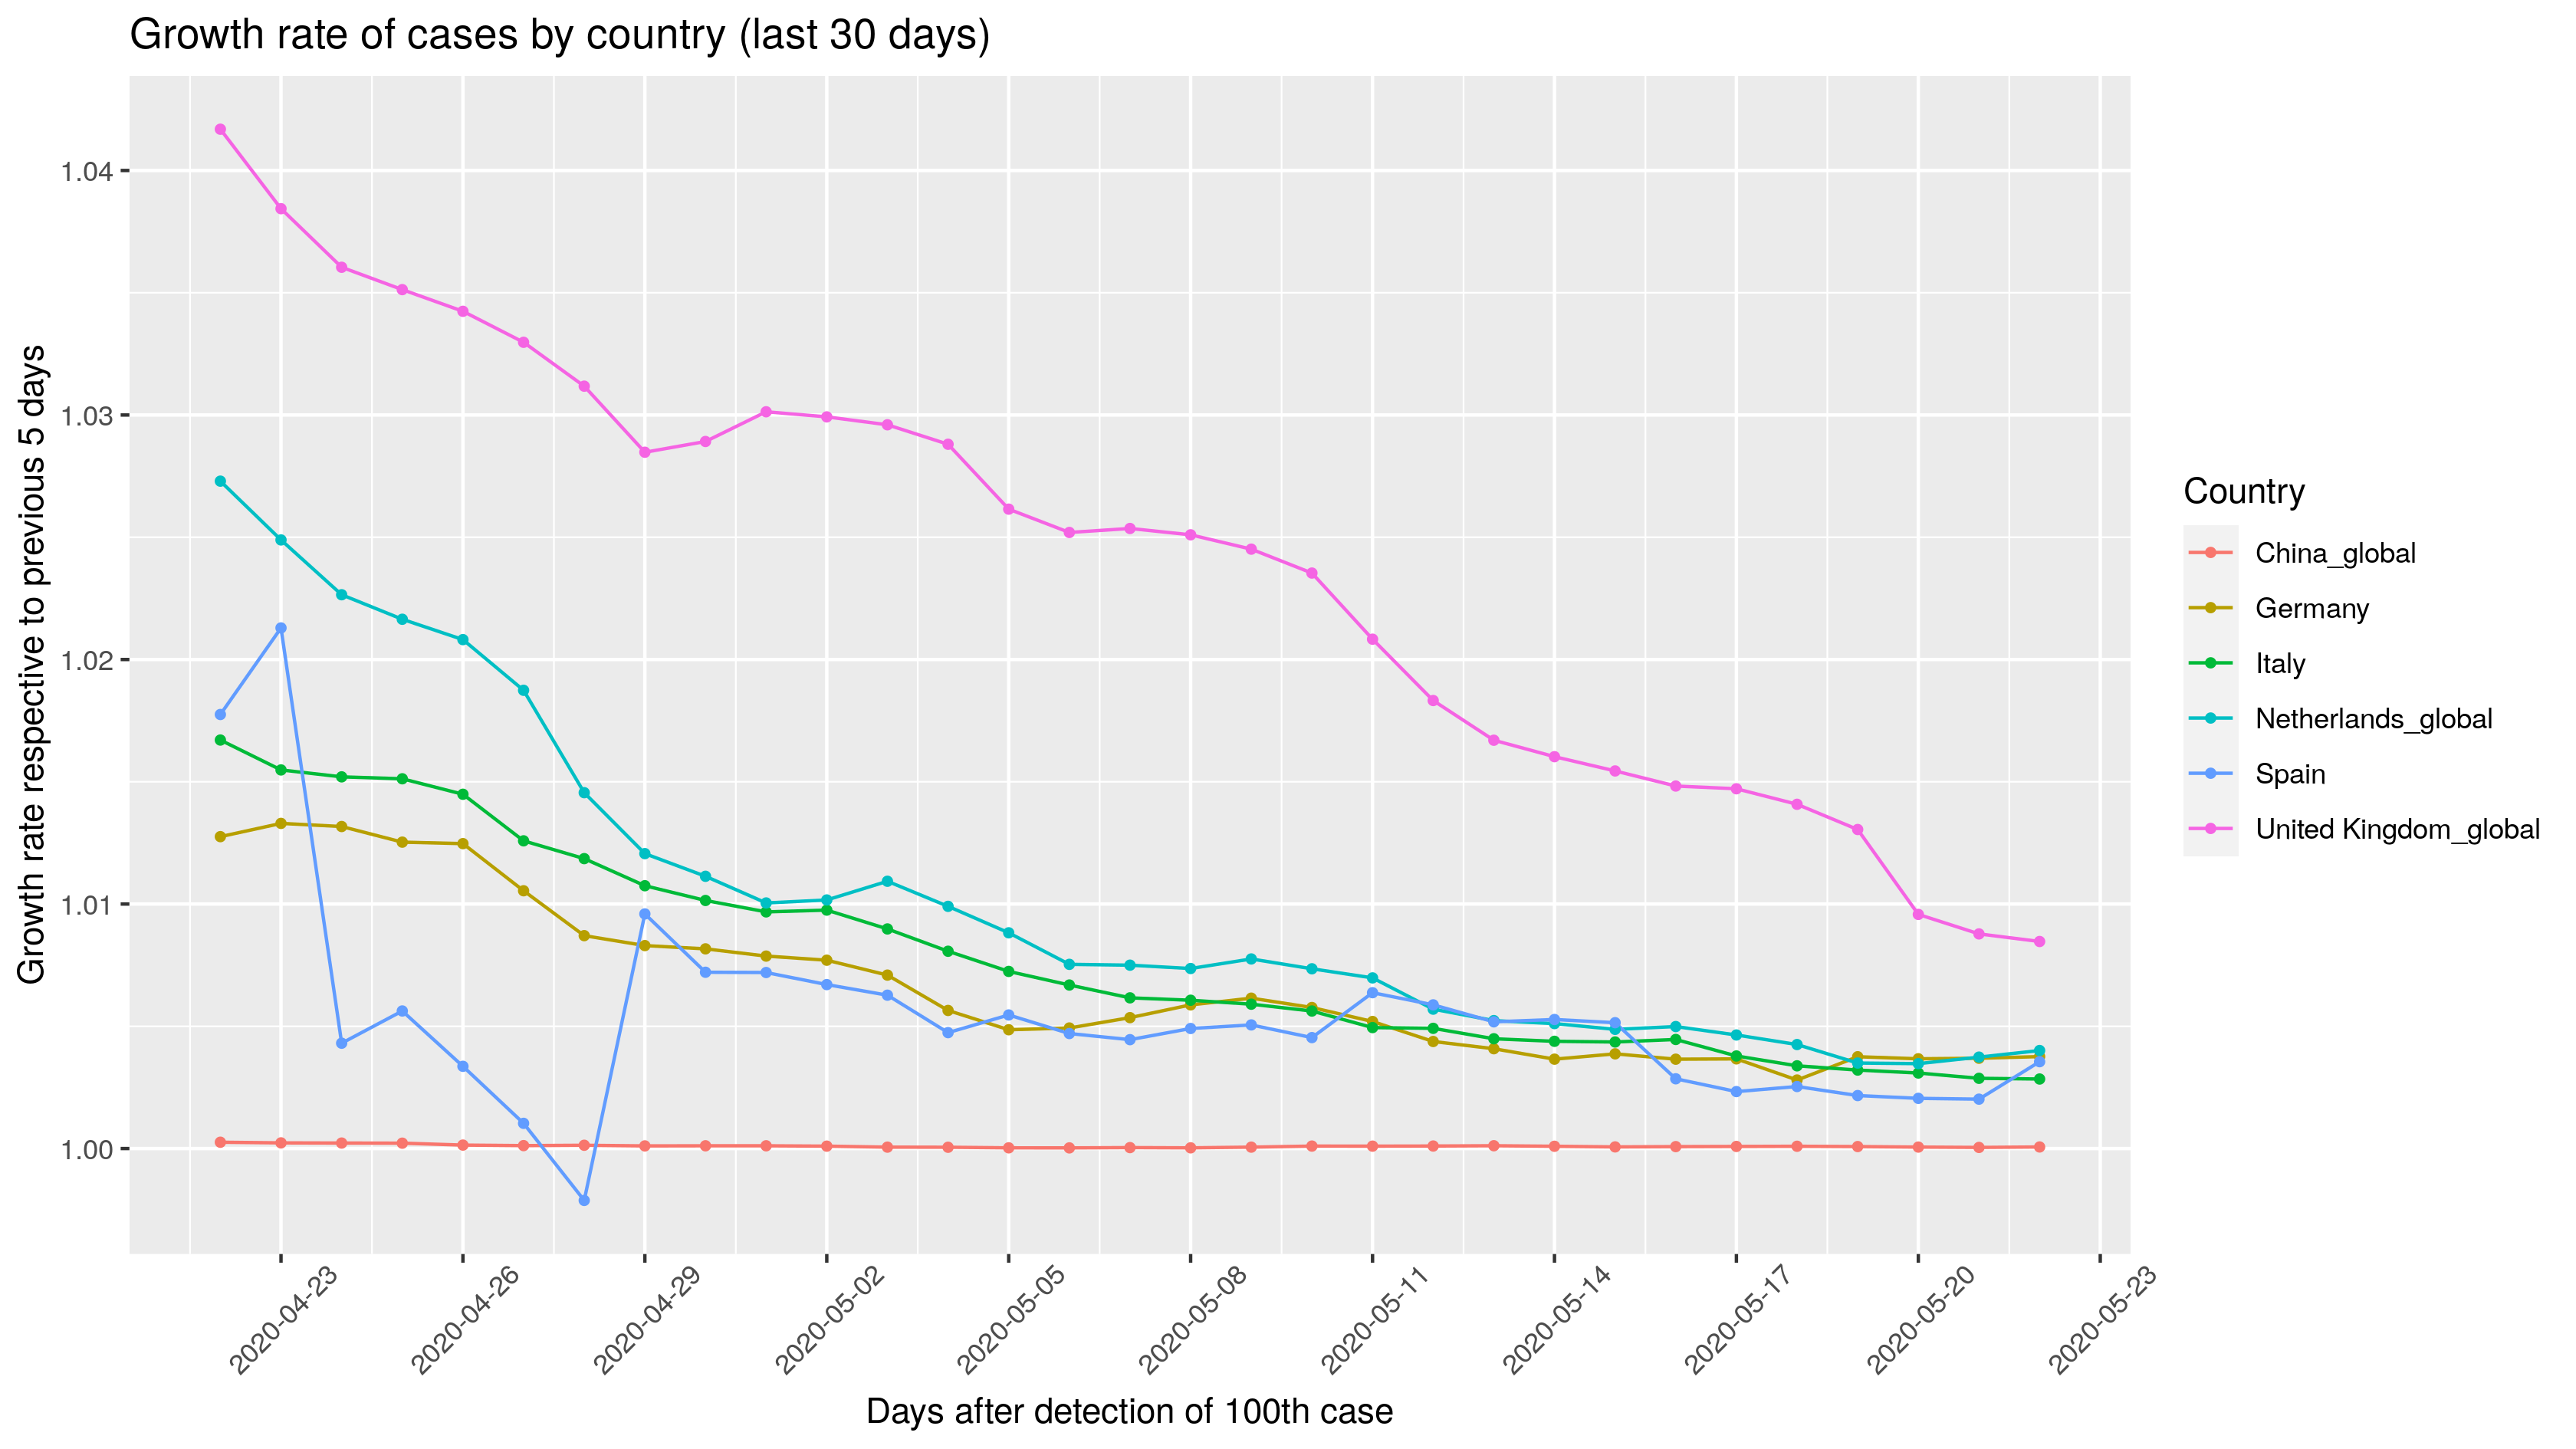 Growth rate of cases by country (last 30 days)
Growth rate respective to previous 5 days
1.04
1.03
1.02
1.01
1.00
2020-04-23
2020-04-26
2020-04-29
2020-05-02
2020-05-05
2020-05-08
2020-05-11
2020-05-14
2020-05-17
2020-05-20
2020-05-23
Days after detection of 100th case
Country
China_global
Germany
Italy
Netherlands_global
Spain
United Kingdom_global